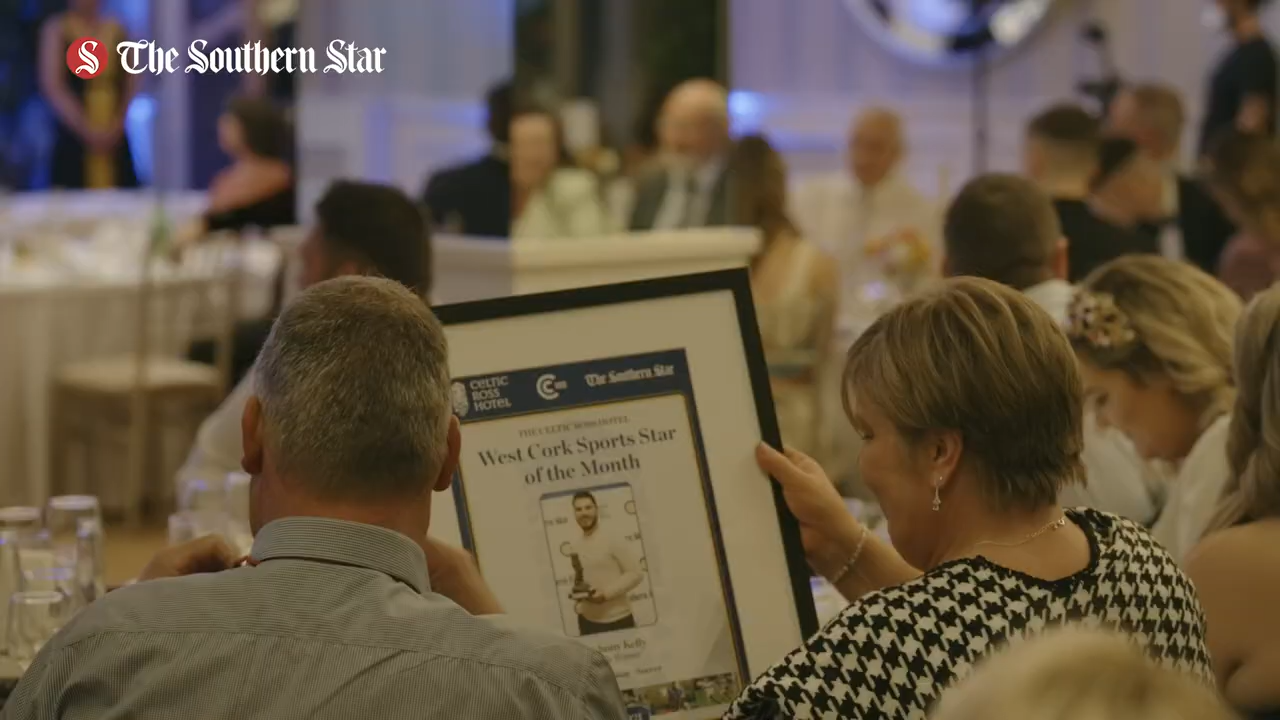 S The Southern Star
CELTIC
ROSS
HOTEL
The Southern Star
THE CELTIC ROSS HOTEL
West Cork Sports Star
of the Month
Kelly